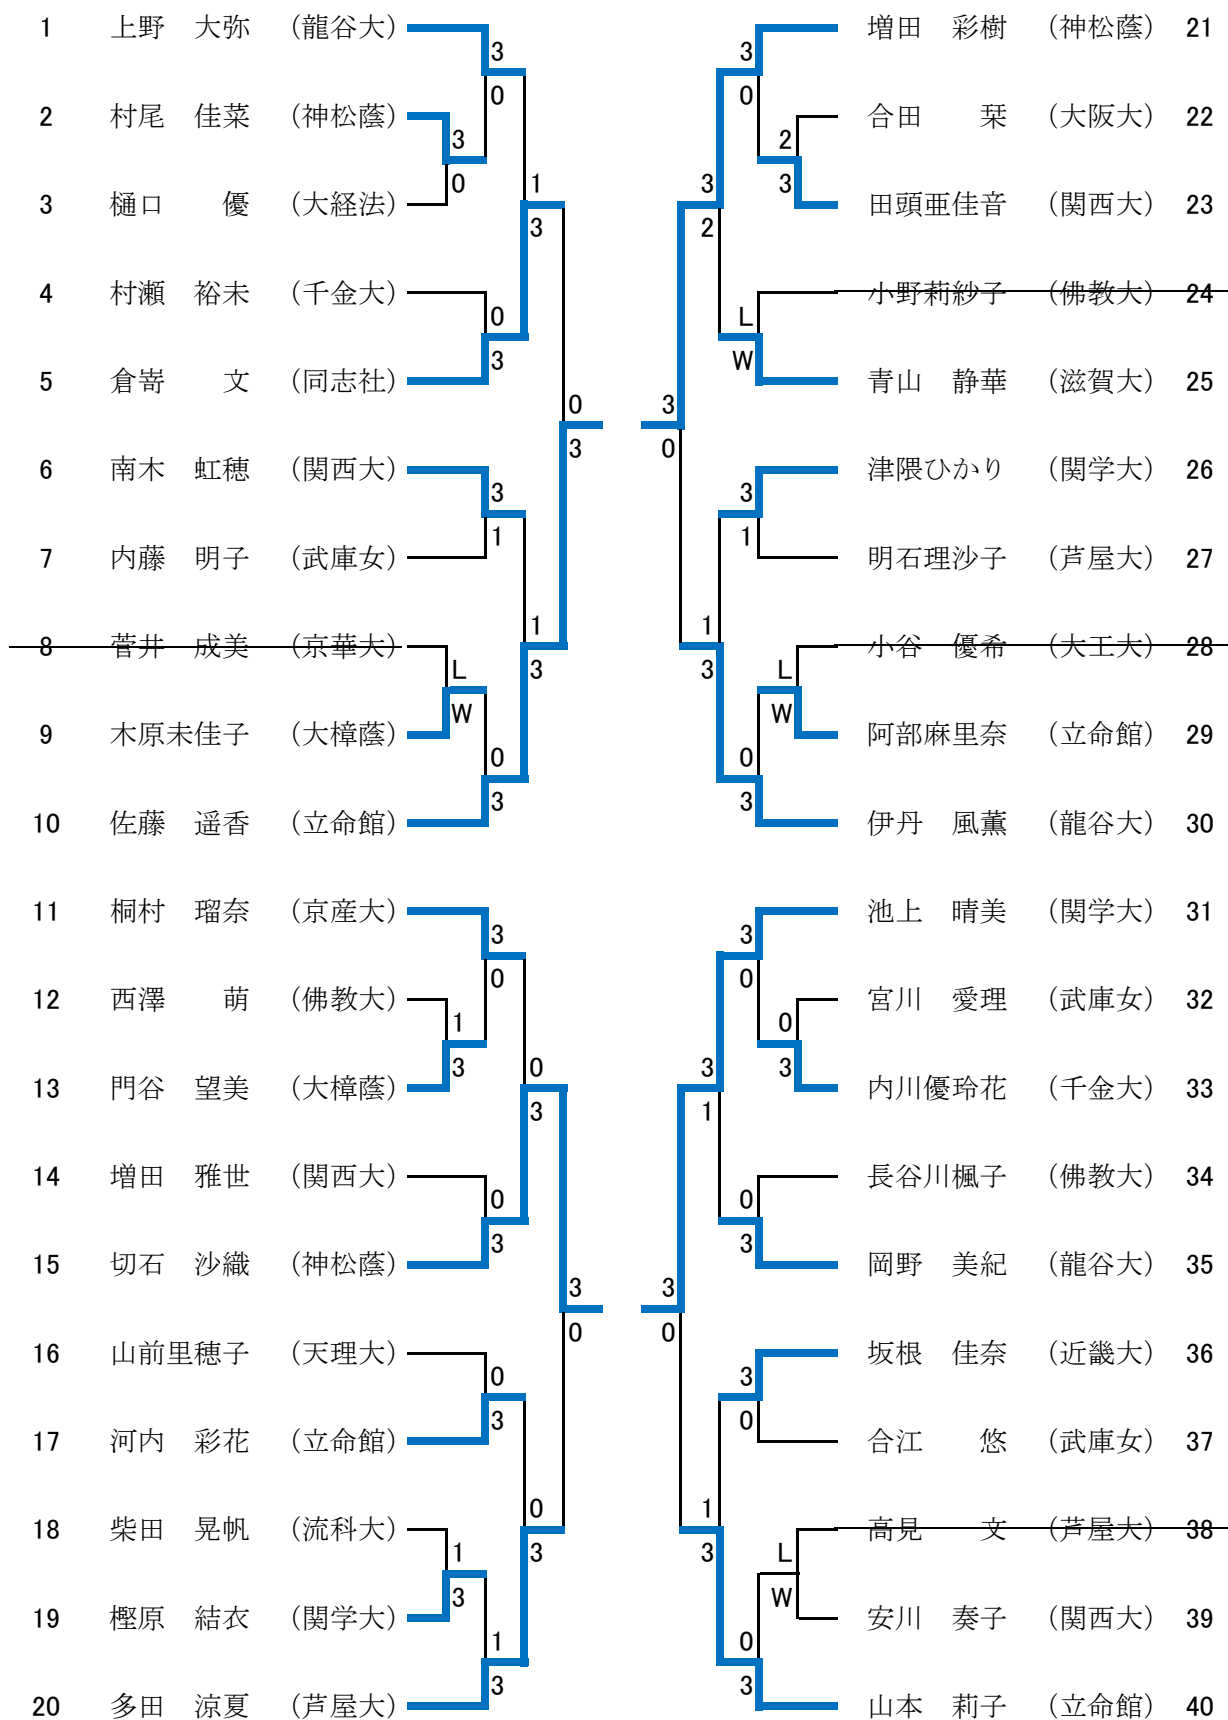 1 上野 大弥 (龍谷大)
3
0
2 村尾 佳菜 (神松蔭)
3
0
3 樋口 優 (大経法)
1
3
4 村瀬 裕未 (千金大)
0
3
5 倉嵜 文 (同志社)
0
3
6 南木 虹穂 (関西大)
3
1
7 内藤 明子 (武庫女)
1
3
8 菅井 成美 (京華大)
L
W
9 木原未佳子 (大樟蔭)
0
3
10 佐藤 遥香 (立命館)
11 桐村 瑠奈 (京産大)
3
0
12 西澤 萌 (佛教大)
1
3
13 門谷 望美 (大樟蔭)
0
3
14 増田 雅世 (関西大)
0
3
15 切石 沙織 (神松蔭)
3
0
16 山前里穂子 (天理大)
0
3
17 河内 彩花 (立命館)
0
3
18 柴田 晃帆 (流科大)
1
3
19 樫原 結衣 (関学大)
1
3
20 多田 涼夏 (芦屋大)
増田 彩樹 (神松蔭) 21
3
0
合田 栞 (大阪大) 22
2
3
田頭亜佳音 (関西大) 23
3
2
小野莉紗子 (佛教大) 24
L
W
青山 静華 (滋賀大) 25
3
0
津隈ひかり (関学大) 26
3
1
明石理沙子 (芦屋大) 27
1
3
小谷 優希 (大王大) 28
L
W
阿部麻里奈 (立命館) 29
0
3
伊丹 風薫 (龍谷大) 30
池上 晴美 (関学大) 31
3
0
宮川 愛理 (武庫女) 32
0
3
内川優玲花 (千金大) 33
3
1
長谷川楓子 (佛教大) 34
0
3
岡野 美紀 (龍谷大) 35
3
0
坂根 佳奈 (近畿大) 36
3
0
合江 悠 (武庫女) 37
1
3
高見 文 (芦屋大) 38
L
W
安川 奏子 (関西大) 39
0
3
山本 莉子 (立命館) 40